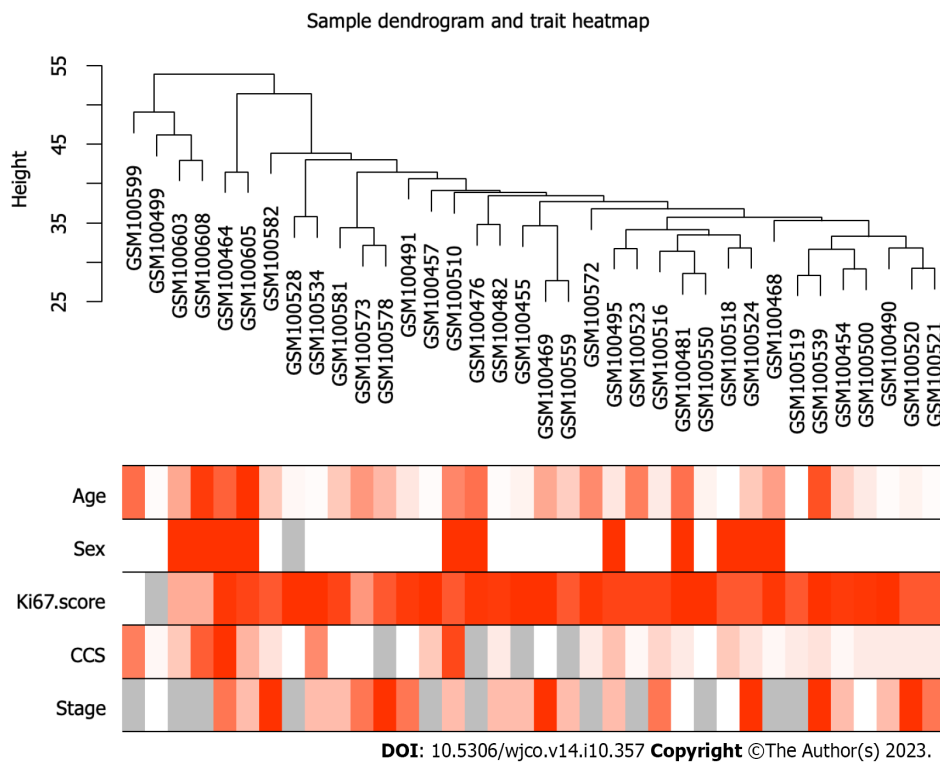 Sample dendrogram and trait heatmap
Height
55
45
35
25
GSM100599
GSM100499
GSM100603
GSM100608
GSM100464
GSM100605
GSM100582
GSM100528
GSM100534
GSM100581
GSM100573
GSM100578
GSM100491
GSM100457
GSM100510
GSM100476
GSM100482
GSM100455
GSM100469
GSM100559
GSM100572
GSM100495
GSM100523
GSM100516
GSM100481
GSM100550
GSM100518
GSM100524
GSM100468
GSM100519
GSM100539
GSM100454
GSM100500
GSM100490
GSM100520
GSM100521
Age
Sex
Ki67.score
CCS
Stage
DOI: 10.5306/wjco.v14.i10.357 Copyright ©The Author(s) 2023.